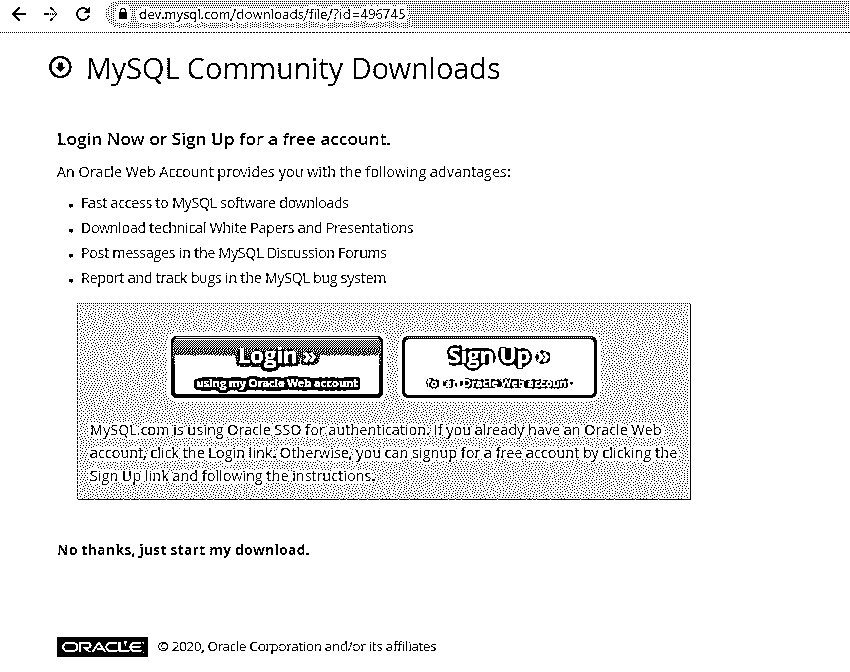 dev.mysql.com/downloads/file/?id=496745
MySQL Community Downloads
Login Now or Sign Up for a free account.
An Oracle Web Account provides you with the following advantages:
Fast access to MySQL software downloads
Download technical White Papers and Presentations
Post messages in the MySQL Discussion Forums
Report and track bugs in the MySQL bug system
Login »
using my Oracle Web account
Sign Up »
for an Oracle Web account
MySQL.com is using Oracle SSO for authentication. If you already have an Oracle Web
account, click the Login link. Otherwise, you can signup for a free account by clicking the
Sign Up link and following the instructions.
No thanks, just start my download.
ORACLE © 2020, Oracle Corporation and/or its affiliates